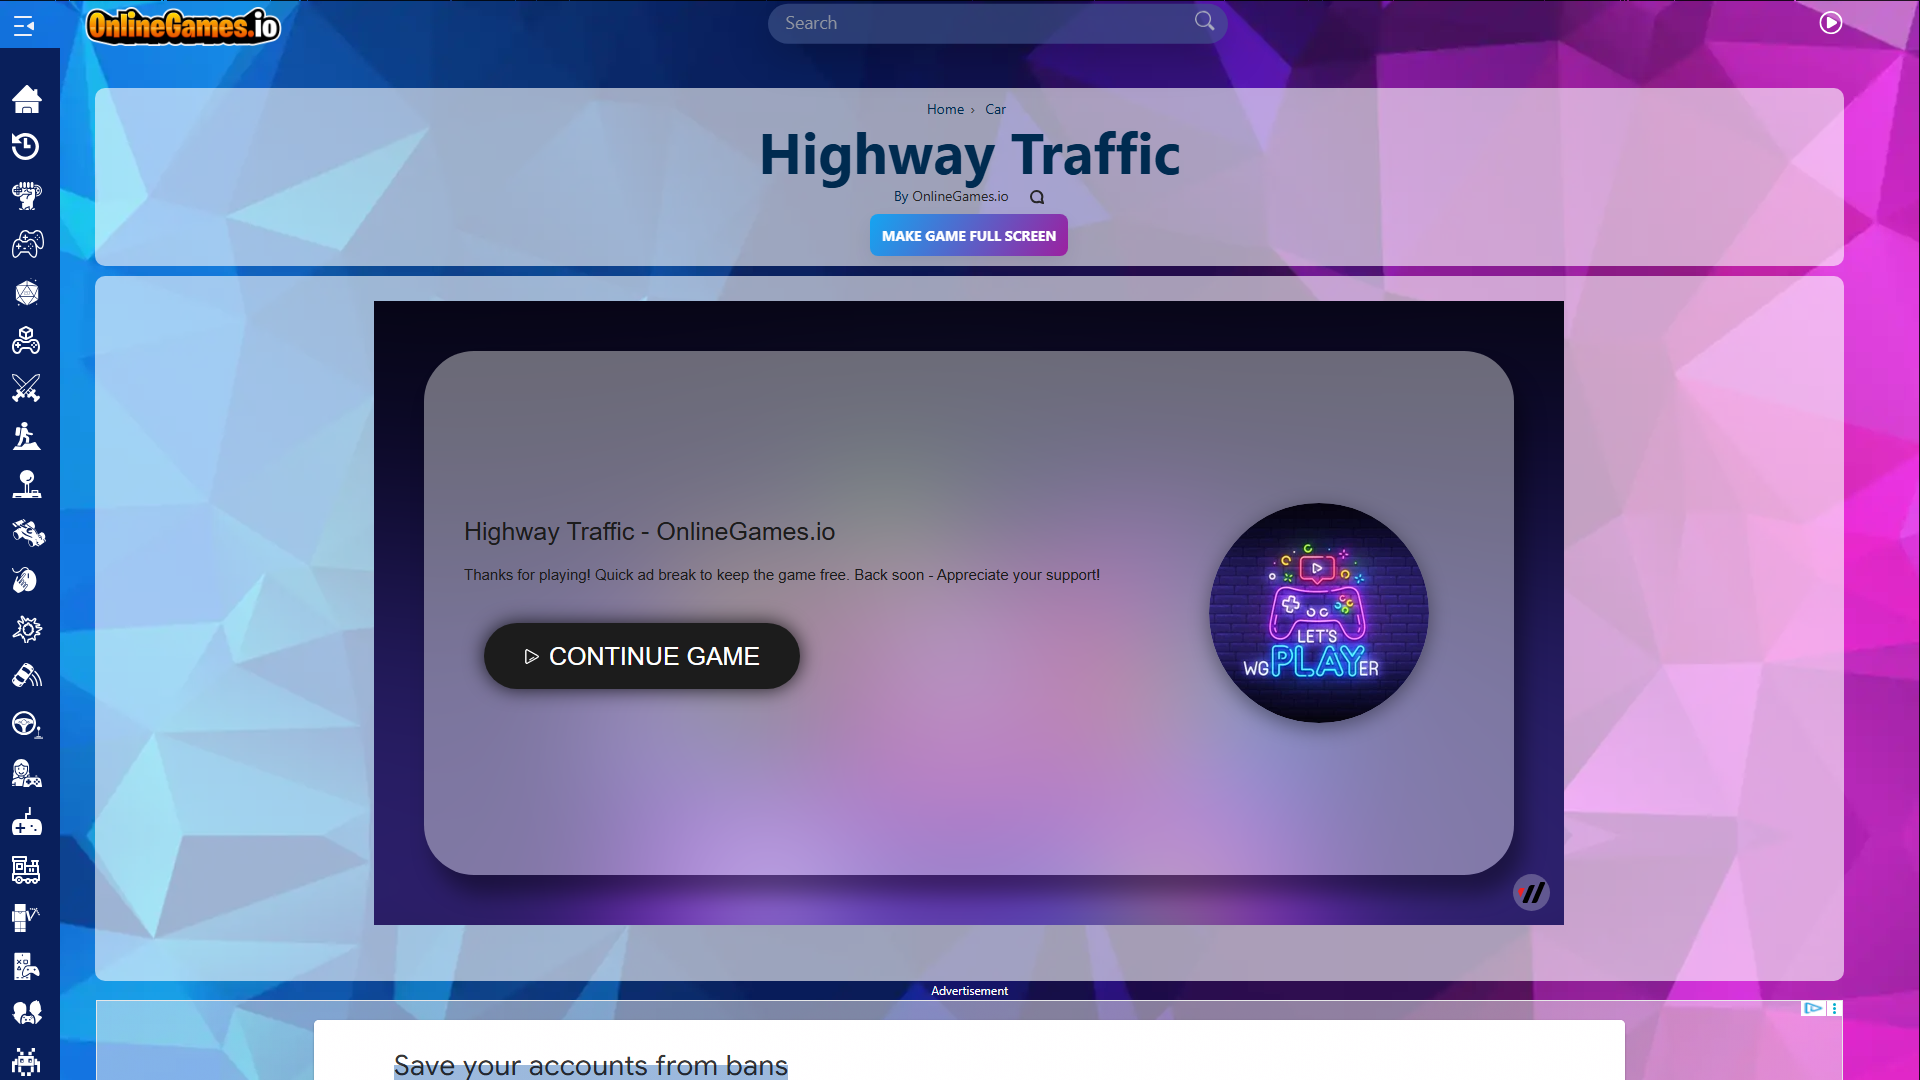 OnlineGames.io
Search
Home › Car
Highway Traffic
By OnlineGames.io
MAKE GAME FULL SCREEN
Highway Traffic - OnlineGames.io
Thanks for playing! Quick ad break to keep the game free. Back soon - Appreciate your support!
CONTINUE GAME
LET'S
WGPLAYER
Advertisement
Save your accounts from bans